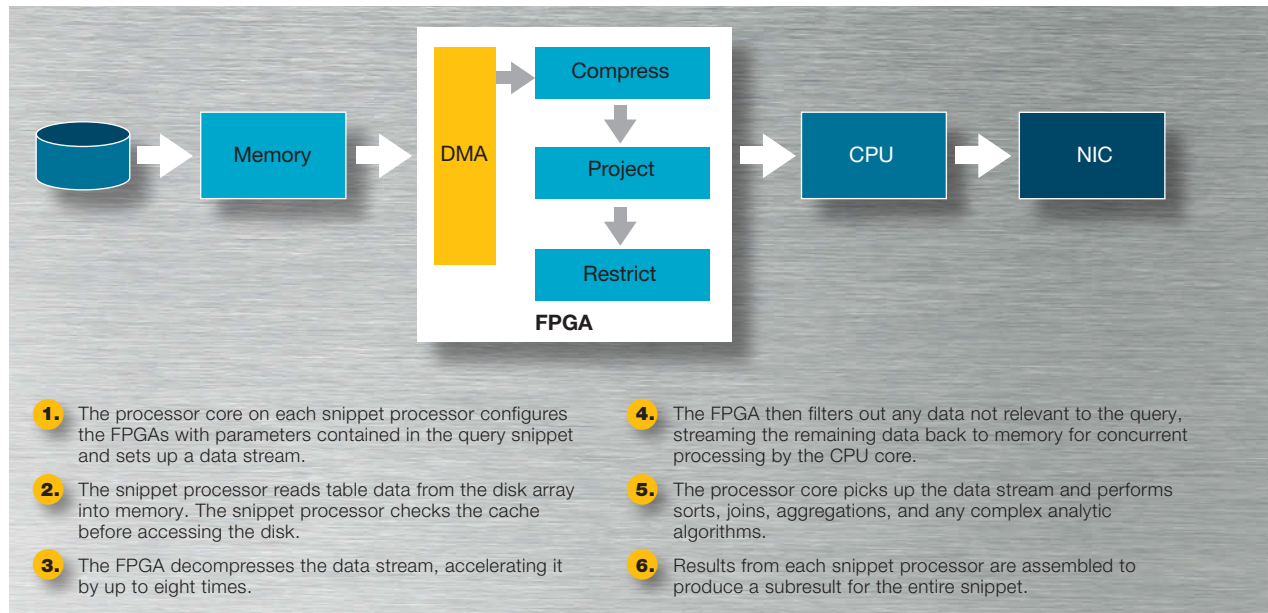 Memory
DMA
Compress
Project
Restrict
FPGA
CPU
NIC
1. The processor core on each snippet processor configures
the FPGAs with parameters contained in the query snippet
and sets up a data stream.
2. The snippet processor reads table data from the disk array
into memory. The snippet processor checks the cache
before accessing the disk.
3. The FPGA decompresses the data stream, accelerating it
by up to eight times.
4. The FPGA then filters out any data not relevant to the query,
streaming the remaining data back to memory for concurrent
processing by the CPU core.
5. The processor core picks up the data stream and performs
sorts, joins, aggregations, and any complex analytic
algorithms.
6. Results from each snippet processor are assembled to
produce a subresult for the entire snippet.